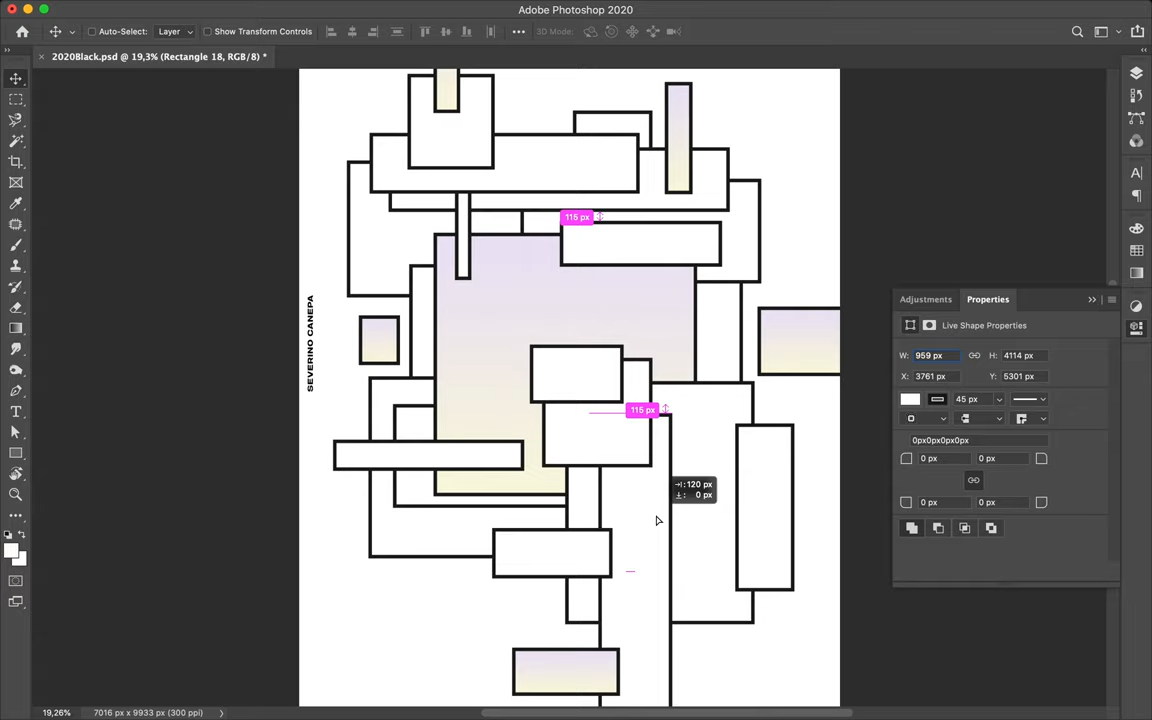 Adobe Photoshop 2020
Auto-Select: Layer Show Transform Controls 3D Mode:
2020Black.psd @ 19,3% (Rectangle 18, RGB/8) *
115 px
SEVERINO CANEPA
Adjustments Properties
Live Shape Properties
W: 959 px H: 4114 px
X: 3761 px Y: 5301 px
45 px
115 px
0px0px0px0px
0 px 0 px
120 px
0 px
0 px 0 px
19,26% 7016 px x 9933 px (300 ppi)